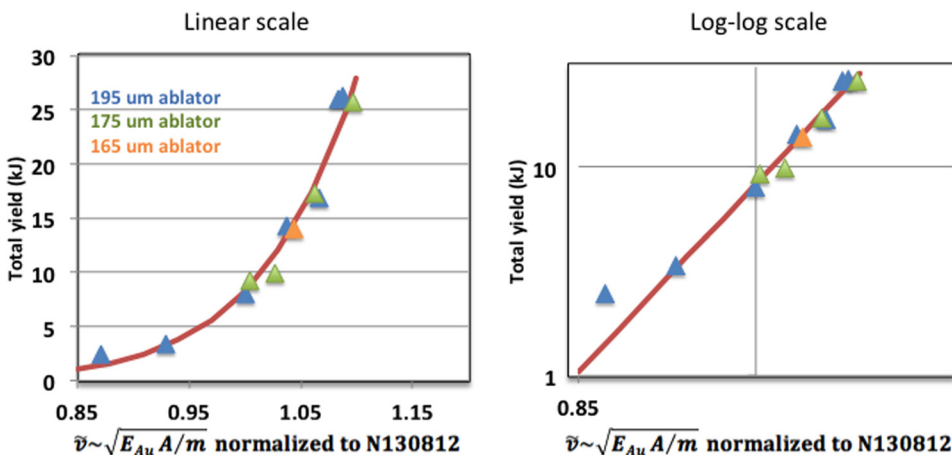 Linear scale
30
25
20
15
10
5
0
Total yield (kJ)
195 um ablator
175 um ablator
165 um ablator
0.85 0.95 1.05 1.15
ṽ~√(E_Au A/m) normalized to N130812
Log-log scale
10
1
Total yield (kJ)
0.85
ṽ~√(E_Au A/m) normalized to N130812